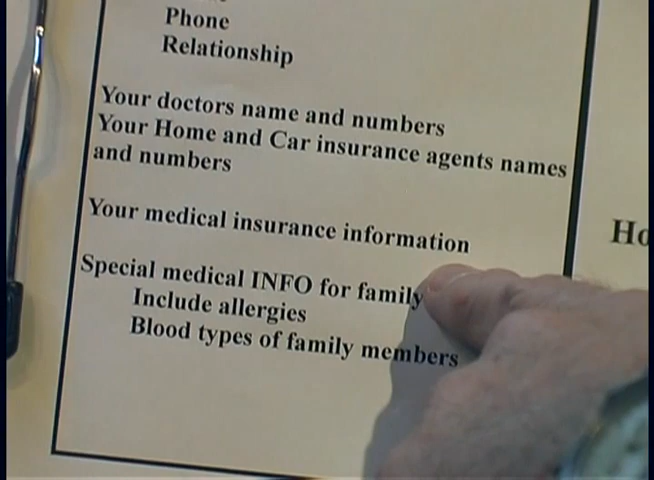 Phone
Relationship
Your doctors name and numbers
Your Home and Car insurance agents names
and numbers
Your medical insurance information
Special medical INFO for family
Include allergies
Blood types of family members